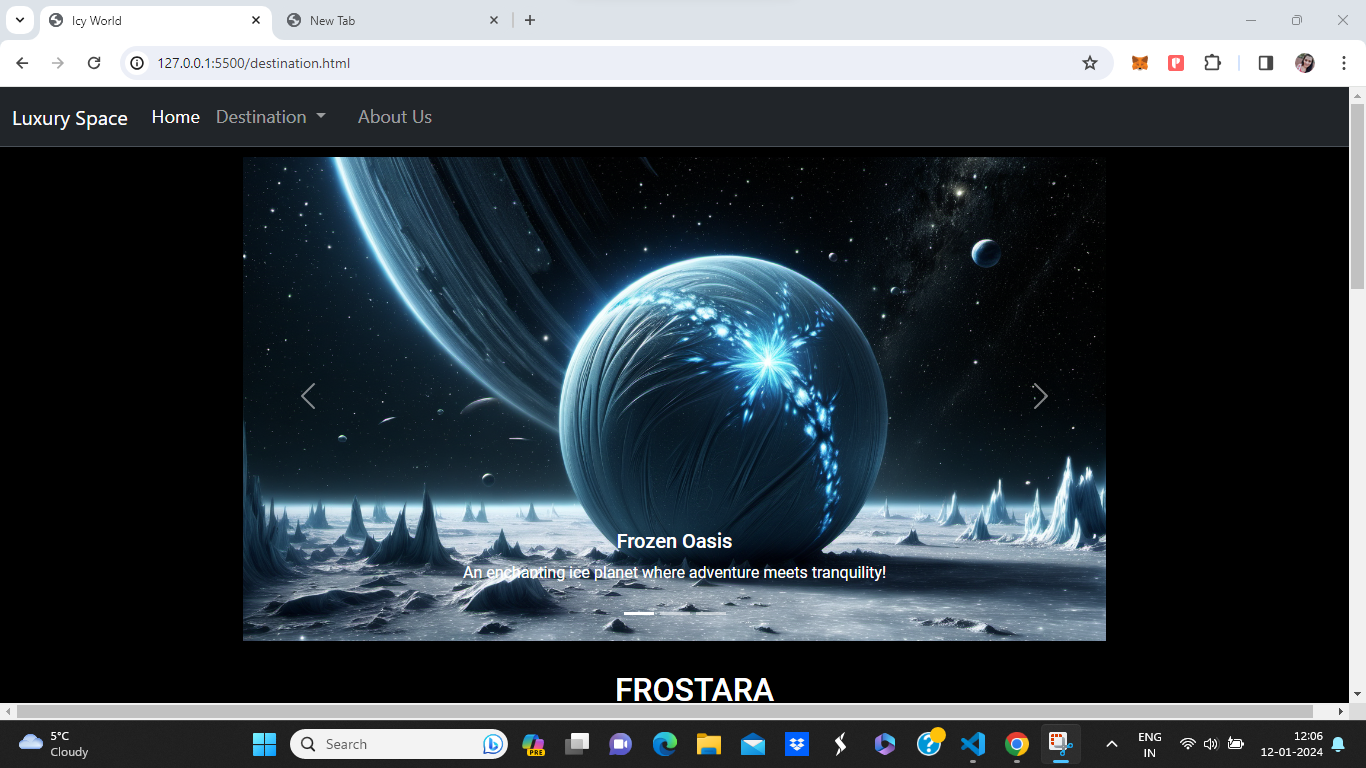 Icy World
New Tab
127.0.0.1:5500/destination.html
Luxury Space Home Destination About Us
Frozen Oasis
An enchanting ice planet where adventure meets tranquility!
FROSTARA
5°C
Cloudy
Search
PRE
ENG
IN
12:06
12-01-2024